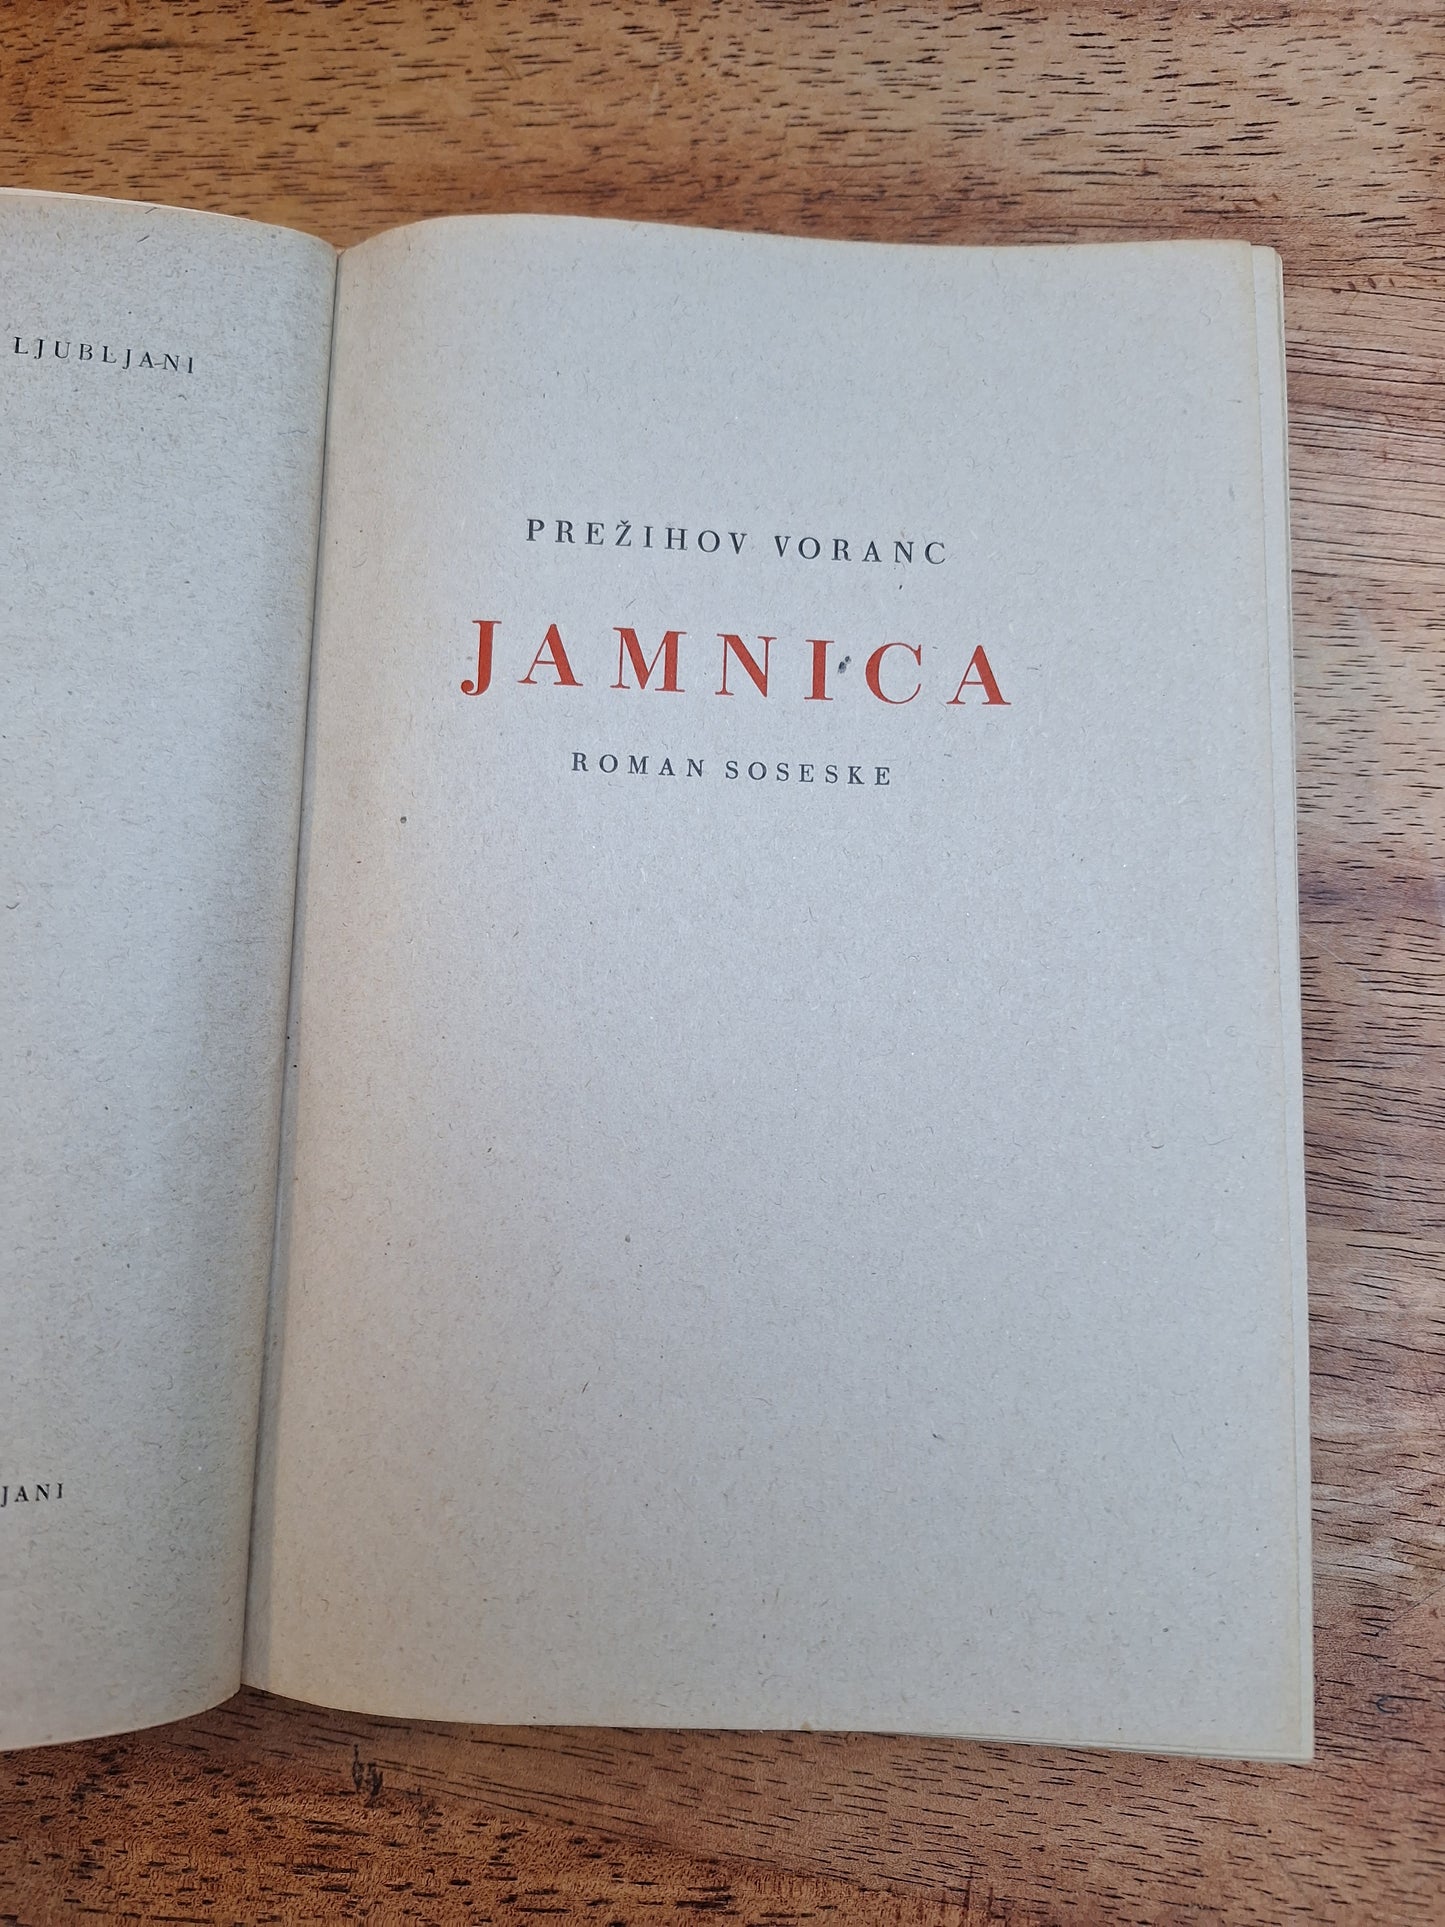 LJUBLJANI
JANI
PREŽIHOV VORANC
JAMNICA
ROMAN SOSESKE